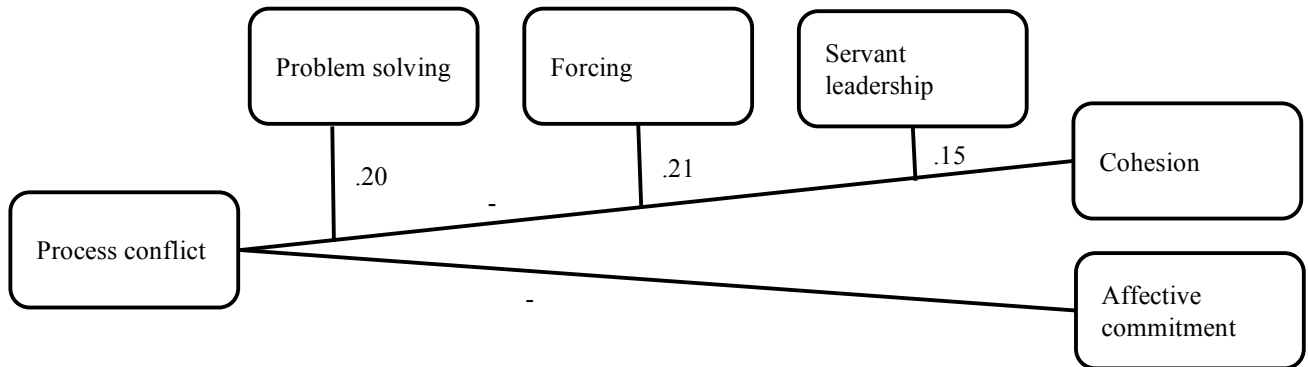 Problem solving
Forcing
Servant
leadership
.20
.21
.15
Cohesion
-
Process conflict
-
Affective
commitment